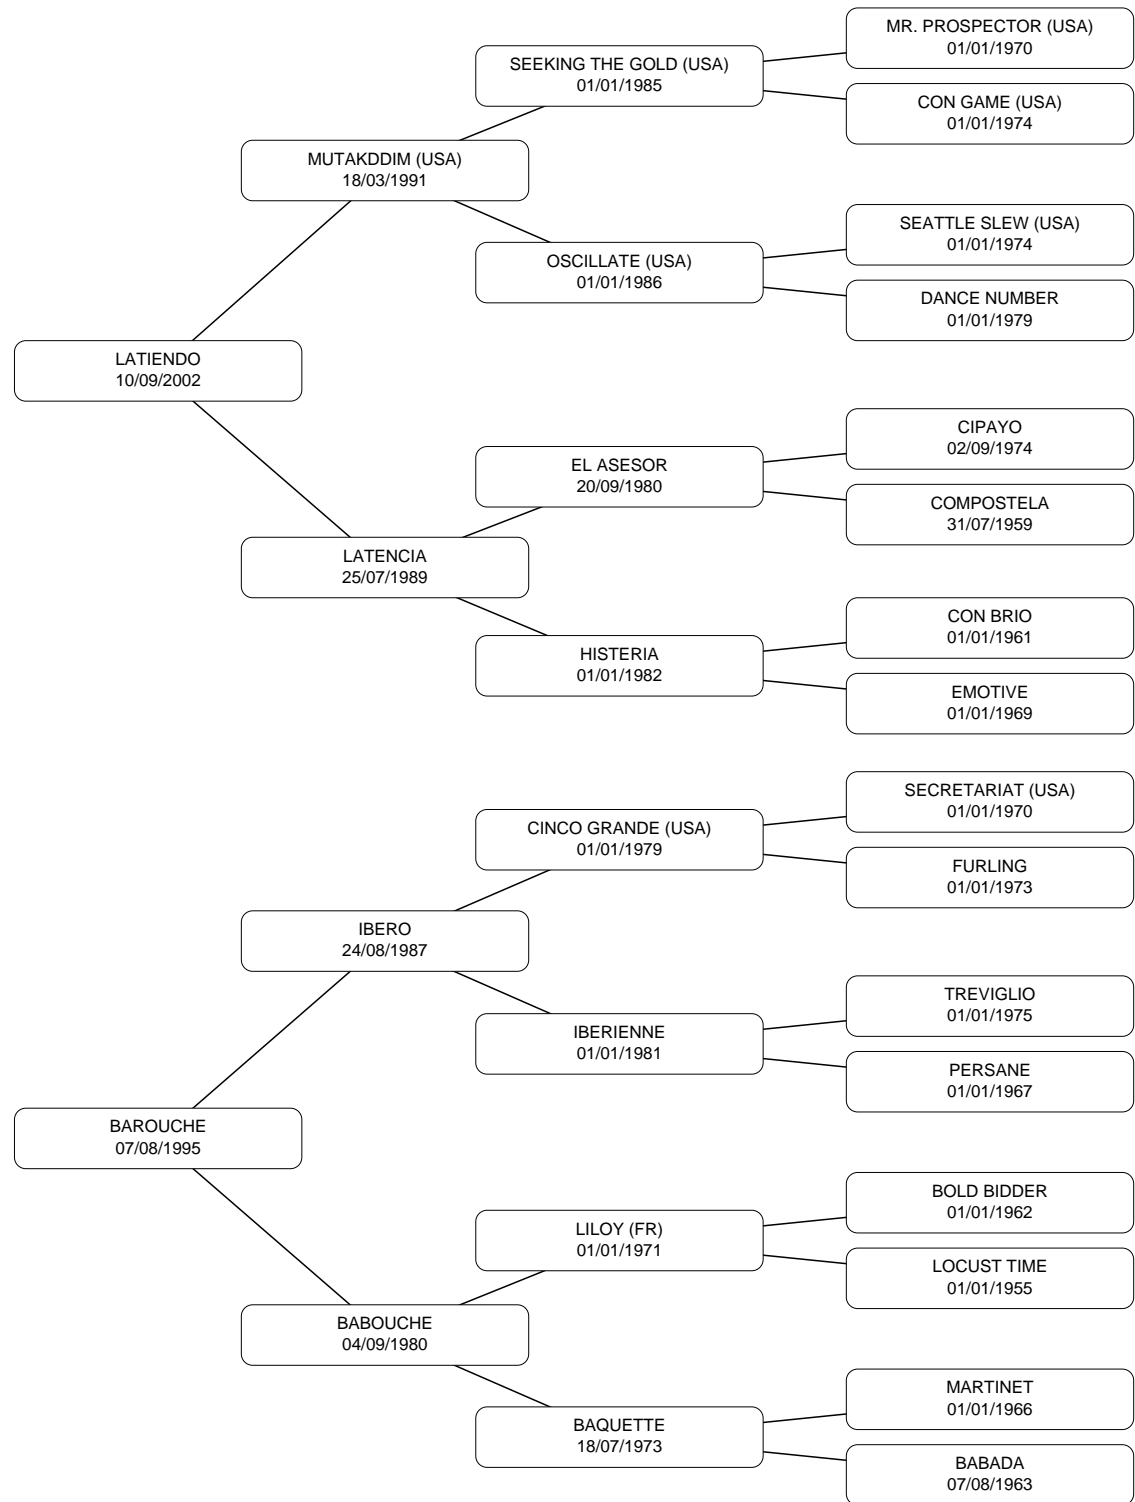 MR. PROSPECTOR (USA)
01/01/1970
SEEKING THE GOLD (USA)
01/01/1985
CON GAME (USA)
01/01/1974
MUTAKDDIM (USA)
18/03/1991
SEATTLE SLEW (USA)
01/01/1974
OSCILLATE (USA)
01/01/1986
DANCE NUMBER
01/01/1979
LATIENDO
10/09/2002
CIPAYO
02/09/1974
EL ASESOR
20/09/1980
COMPOSTELA
31/07/1959
LATENCIA
25/07/1989
CON BRIO
01/01/1961
HISTERIA
01/01/1982
EMOTIVE
01/01/1969
SECRETARIAT (USA)
01/01/1970
CINCO GRANDE (USA)
01/01/1979
FURLING
01/01/1973
IBERO
24/08/1987
TREVIGLIO
01/01/1975
IBERIENNE
01/01/1981
PERSANE
01/01/1967
BAROUCHE
07/08/1995
BOLD BIDDER
01/01/1962
LILOY (FR)
01/01/1971
LOCUST TIME
01/01/1955
BABOUCHE
04/09/1980
MARTINET
01/01/1966
BAQUETTE
18/07/1973
BABADA
07/08/1963